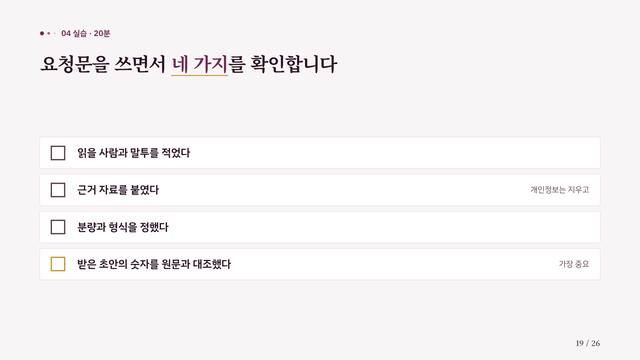 04 실습 · 20분
요청문을 쓰면서 네 가지를 확인합니다
읽을 사람과 말투를 적었다
근거 자료를 붙였다
개인정보는 지우고
분량과 형식을 정했다
받은 초안의 숫자를 원문과 대조했다
가장 중요
19 / 26